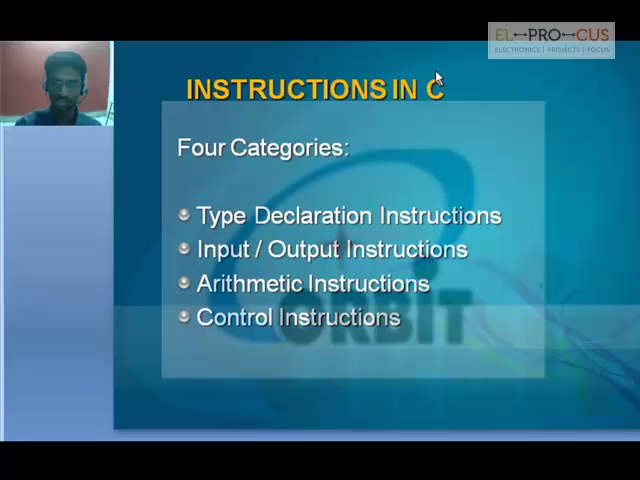 EL PRO CUS
ELECTRONICS | PROJECTS | FOCUS
INSTRUCTIONS IN C
Four Categories:
Type Declaration Instructions
Input / Output Instructions
Arithmetic Instructions
Control Instructions
ORBIT